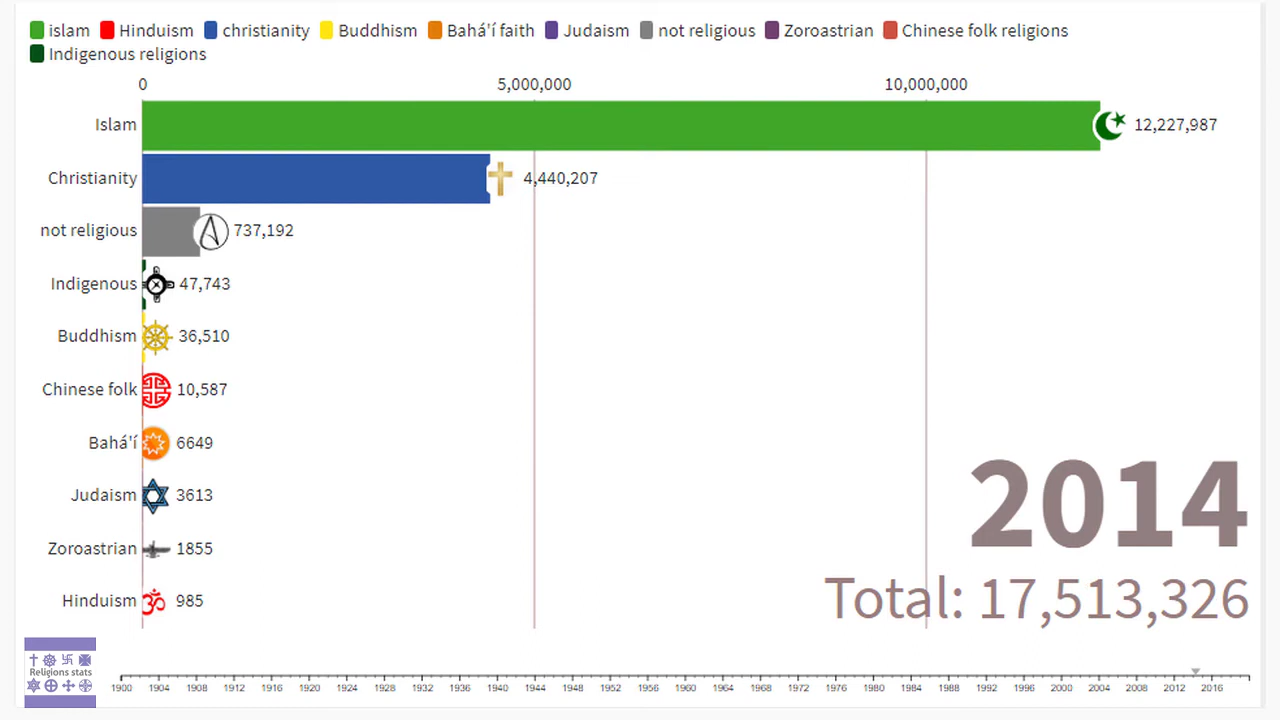 islam Hinduism christianity Buddhism Bahá'í faith Judaism not religious Zoroastrian Chinese folk religions
Indigenous religions
0 5,000,000 10,000,000
Islam 12,227,987
Christianity 4,440,207
not religious 737,192
Indigenous 47,743
Buddhism 36,510
Chinese folk 10,587
Bahá'í 6649
Judaism 3613
Zoroastrian 1855
Hinduism 985
2014
Total: 17,513,326
Religions stats
1900 1904 1908 1912 1916 1920 1924 1928 1932 1936 1940 1944 1948 1952 1956 1960 1964 1968 1972 1976 1980 1984 1988 1992 1996 2000 2004 2008 2012 2016